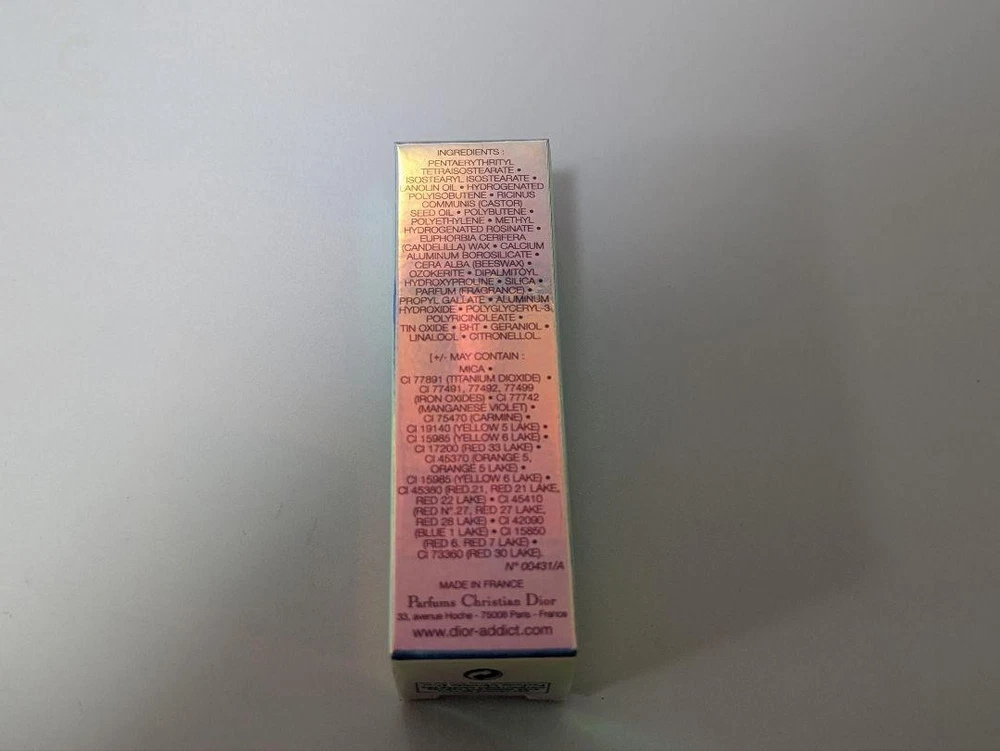 INGREDIENTS :
PENTAERYTHRITYL
TETRAISOSTEARATE •
ISOSTEARYL ISOSTEARATE •
LANOLIN OIL • HYDROGENATED
POLYISOBUTENE • RICINUS
COMMUNIS (CASTOR)
SEED OIL • POLYBUTENE •
POLYETHYLENE • METHYL
HYDROGENATED ROSINATE •
EUPHORBIA CERIFERA
(CANDELILLA) WAX • CALCIUM
ALUMINUM BOROSILICATE •
CERA ALBA (BEESWAX) •
OZOKERITE • DIPALMITOYL
HYDROXYPROLINE • SILICA •
PARFUM (FRAGRANCE) •
PROPYL GALLATE • ALUMINUM
HYDROXIDE • POLYGLYCERYL-3
POLYRICINOLEATE •
TIN OXIDE • BHT • GERANIOL •
LINALOOL • CITRONELLOL.
[+/- MAY CONTAIN :
MICA •
CI 77891 (TITANIUM DIOXIDE) •
CI 77491, 77492, 77499
(IRON OXIDES) • CI 77742
(MANGANESE VIOLET) •
CI 75470 (CARMINE) •
CI 19140 (YELLOW 5 LAKE) •
CI 15985 (YELLOW 6 LAKE) •
CI 17200 (RED 33 LAKE) •
CI 45370 (ORANGE 5,
ORANGE 5 LAKE) •
CI 15985 (YELLOW 6 LAKE) •
CI 45380 (RED 21, RED 21 LAKE,
RED 22 LAKE) • CI 45410
(RED N°.27, RED 27 LAKE,
RED 28 LAKE) • CI 42090
(BLUE 1 LAKE) • CI 15850
(RED 6, RED 7 LAKE) •
CI 73360 (RED 30 LAKE).
N° 00431/A
MADE IN FRANCE
Parfums Christian Dior
33, avenue Hoche - 75008 Paris - France
www.dior-addict.com